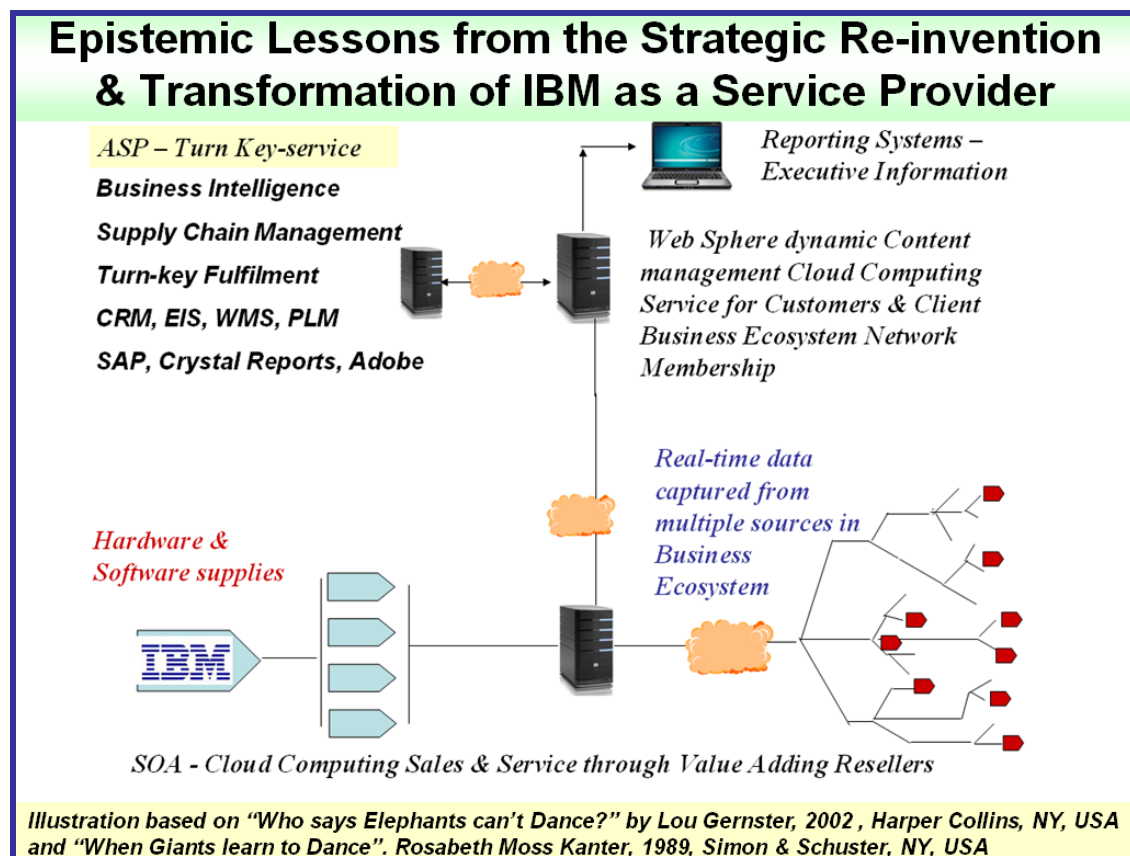 Epistemic Lessons from the Strategic Re-invention
& Transformation of IBM as a Service Provider
ASP – Turn Key-service
Business Intelligence
Supply Chain Management
Turn-key Fulfilment
CRM, EIS, WMS, PLM
SAP, Crystal Reports, Adobe
Reporting Systems –
Executive Information
Web Sphere dynamic Content
management Cloud Computing
Service for Customers & Client
Business Ecosystem Network
Membership
Real-time data
captured from
multiple sources in
Business
Ecosystem
Hardware &
Software supplies
IBM
SOA - Cloud Computing Sales & Service through Value Adding Resellers
Illustration based on “Who says Elephants can’t Dance?” by Lou Gernster, 2002 , Harper Collins, NY, USA
and “When Giants learn to Dance”. Rosabeth Moss Kanter, 1989, Simon & Schuster, NY, USA